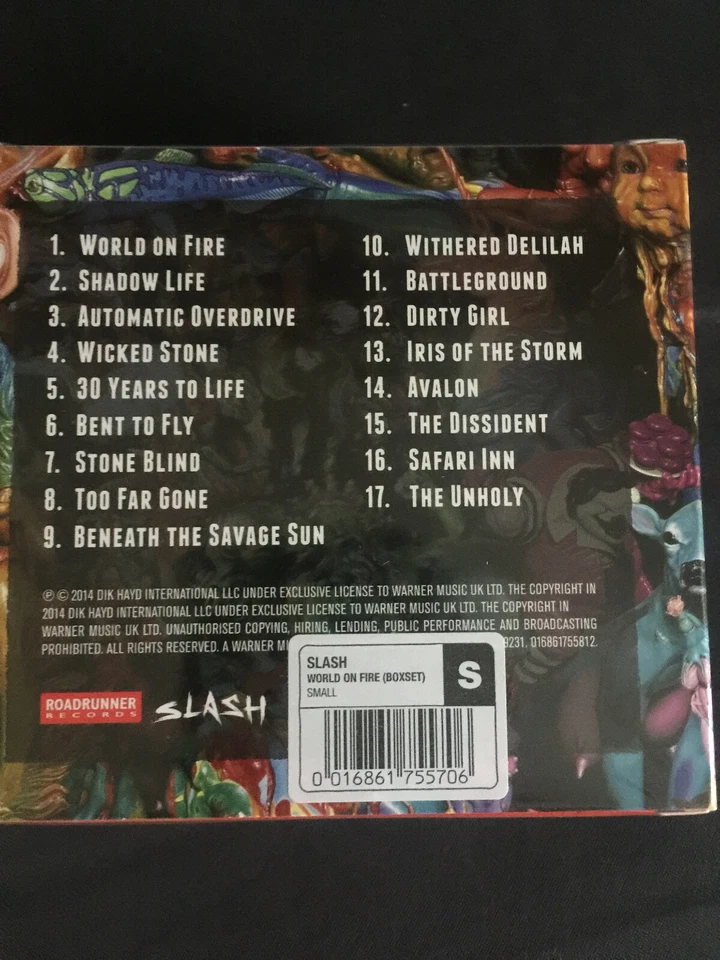 1. WORLD ON FIRE
2. SHADOW LIFE
3. AUTOMATIC OVERDRIVE
4. WICKED STONE
5. 30 YEARS TO LIFE
6. BENT TO FLY
7. STONE BLIND
8. TOO FAR GONE
9. BENEATH THE SAVAGE SUN
10. WITHERED DELILAH
11. BATTLEGROUND
12. DIRTY GIRL
13. IRIS OF THE STORM
14. AVALON
15. THE DISSIDENT
16. SAFARI INN
17. THE UNHOLY
℗ © 2014 DIK HAYD INTERNATIONAL LLC UNDER EXCLUSIVE LICENSE TO WARNER MUSIC UK LTD. THE COPYRIGHT IN
2014 DIK HAYD INTERNATIONAL LLC UNDER EXCLUSIVE LICENSE TO WARNER MUSIC UK LTD. THE COPYRIGHT IN
WARNER MUSIC UK LTD. UNAUTHORISED COPYING, HIRING, LENDING, PUBLIC PERFORMANCE AND BROADCASTING
PROHIBITED. ALL RIGHTS RESERVED. A WARNER M 9231. 016861755812.
ROADRUNNER
RECORDS
SLASH
SLASH
WORLD ON FIRE (BOXSET)
SMALL
S
0 016861 755706